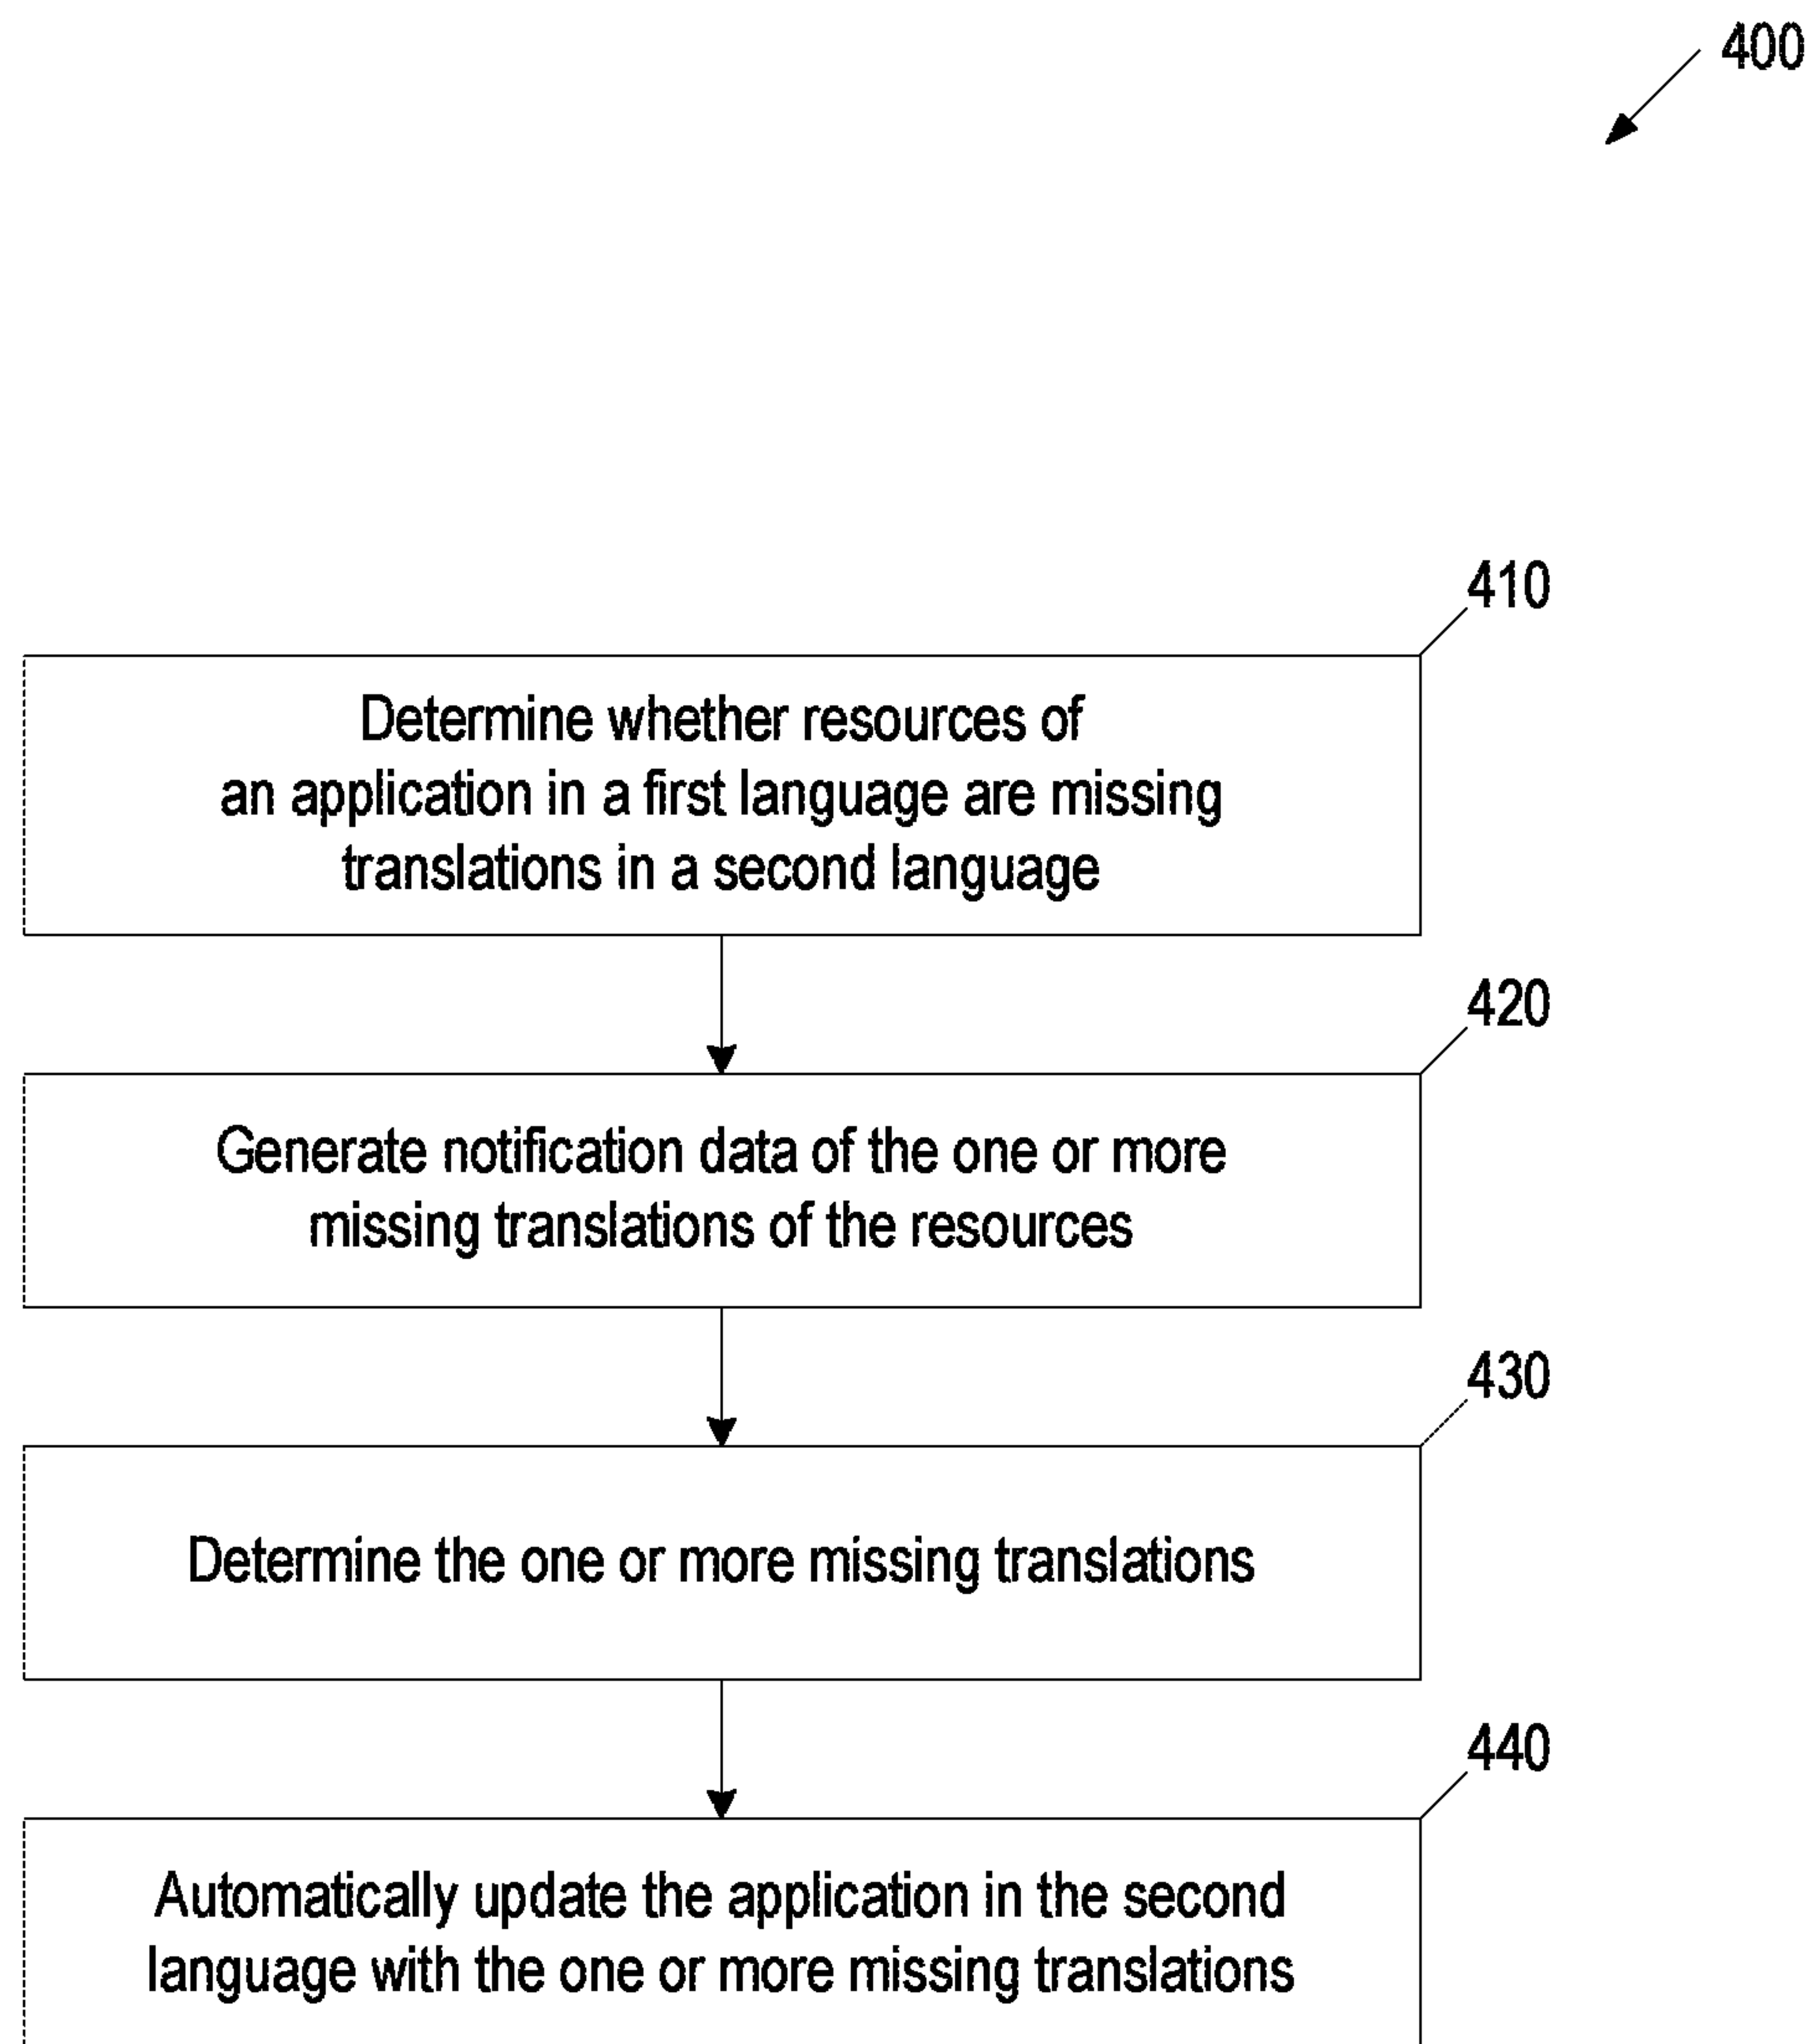 400
410
Determine whether resources of
an application in a first language are missing
translations in a second language
420
Generate notification data of the one or more
missing translations of the resources
430
Determine the one or more missing translations
440
Automatically update the application in the second
language with the one or more missing translations